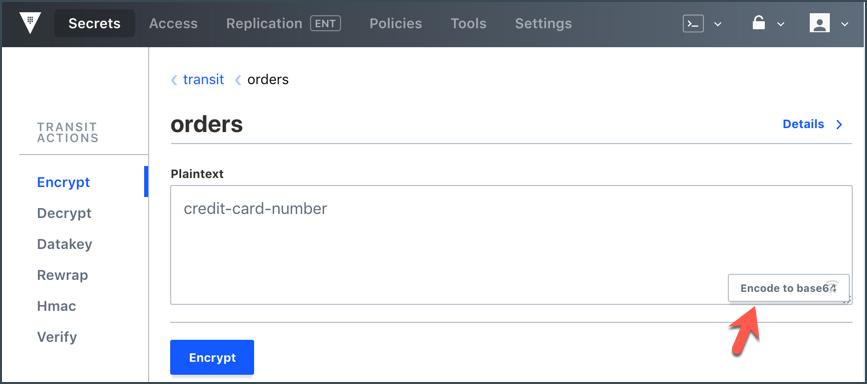 Secrets Access Replication ENT Policies Tools Settings
transit orders
TRANSIT
ACTIONS
Encrypt
Decrypt
Datakey
Rewrap
Hmac
Verify
orders
Details
Plaintext
credit-card-number
Encode to base64
Encrypt